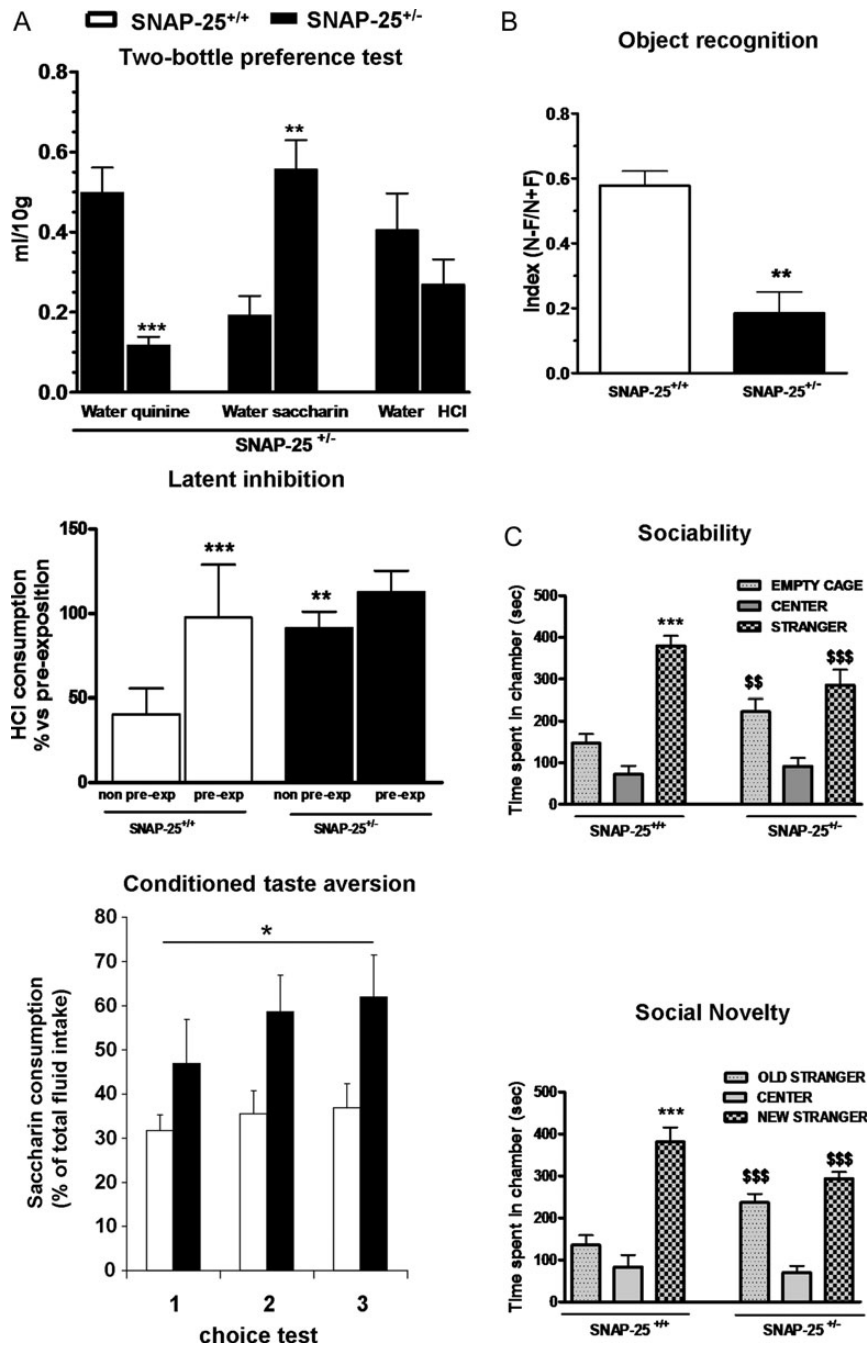 A
SNAP-25+/+ SNAP-25+/-
Two-bottle preference test
ml/10g
0.8
0.6
0.4
0.2
0.0
**
***
Water quinine Water saccharin Water HCl
SNAP-25 +/-
Latent inhibition
HCl consumption
% vs pre-exposition
150
100
50
0
***
**
non pre-exp pre-exp non pre-exp pre-exp
SNAP-25+/+ SNAP-25+/-
Conditioned taste aversion
Saccharin consumption
(% of total fluid intake)
80
70
60
50
40
30
20
10
0
*
1 2 3
choice test
B
Object recognition
Index (N-F/N+F)
0.8
0.6
0.4
0.2
0.0
**
SNAP-25+/+ SNAP-25+/-
C
Sociability
EMPTY CAGE
CENTER
STRANGER
Time spent in chamber (sec)
500
400
300
200
100
0
***
$$
$$$
SNAP-25+/+ SNAP-25+/-
Social Novelty
OLD STRANGER
CENTER
NEW STRANGER
Time spent in chamber (sec)
500
400
300
200
100
0
***
$$$
$$$
SNAP-25 +/+ SNAP-25 +/-